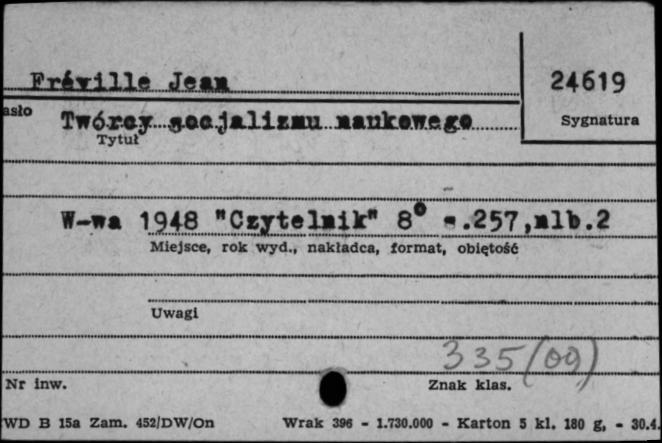 Fréville Jean
24619
asło
Twórcy socjalizmu naukowego
Sygnatura
Tytuł
W-wa 1948 "Czytelnik" 8° s.257,nlb.2
Miejsce, rok wyd., nakładca, format, objętość
Uwagi
335(09)
Nr inw.
Znak klas.
WD B 15a Zam. 452/DW/On Wrak 396 - 1.730.000 - Karton 5 kl. 180 g, - 30.4.